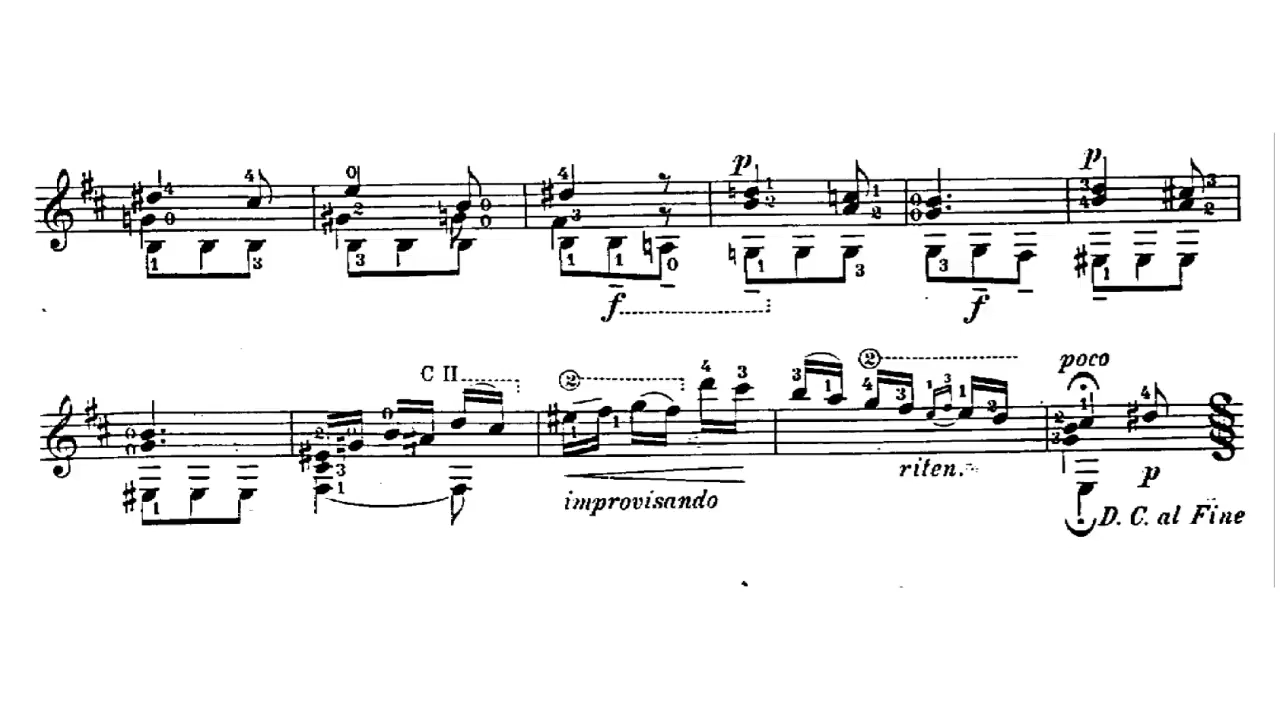 p p
f f
C II poco
improvisando riten. p
D. C. al Fine